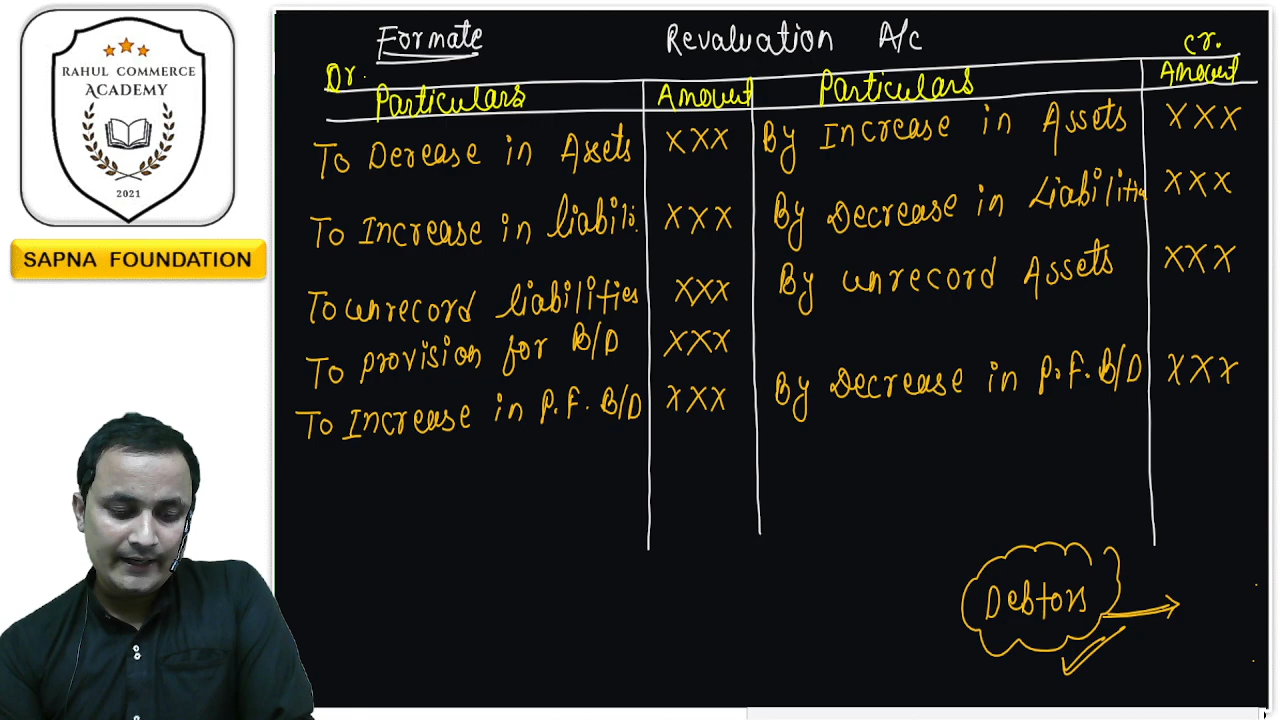 RAHUL COMMERCE
ACADEMY
2021
SAPNA FOUNDATION
Formate Revaluation A/c
Dr. cr.
Particulars Amount Particulars Amount
To Derease in Assets XXX By Increase in Assets XXX
To Increase in liabili. XXX By Decrease in Liabilities XXX
To unrecord liabilities XXX By unrecord Assets XXX
To provision for B/D XXX
To Increase in P.F. B/D XXX By Decrease in P.F. B/D XXX
Debtors